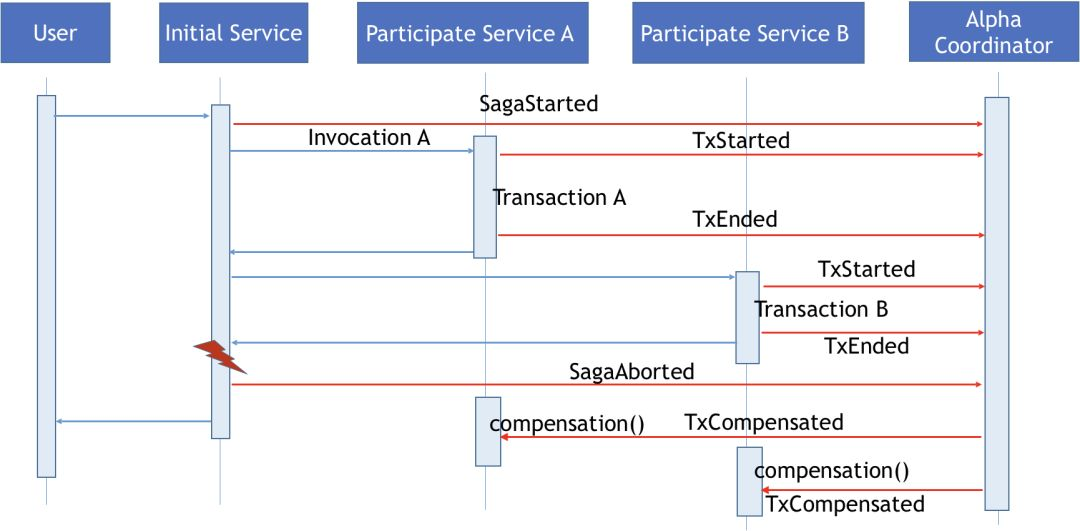 User
Initial Service
Participate Service A
Participate Service B
Alpha
Coordinator
SagaStarted
Invocation A
TxStarted
Transaction A
TxEnded
TxStarted
Transaction B
TxEnded
SagaAborted
compensation()
TxCompensated
compensation()
TxCompensated